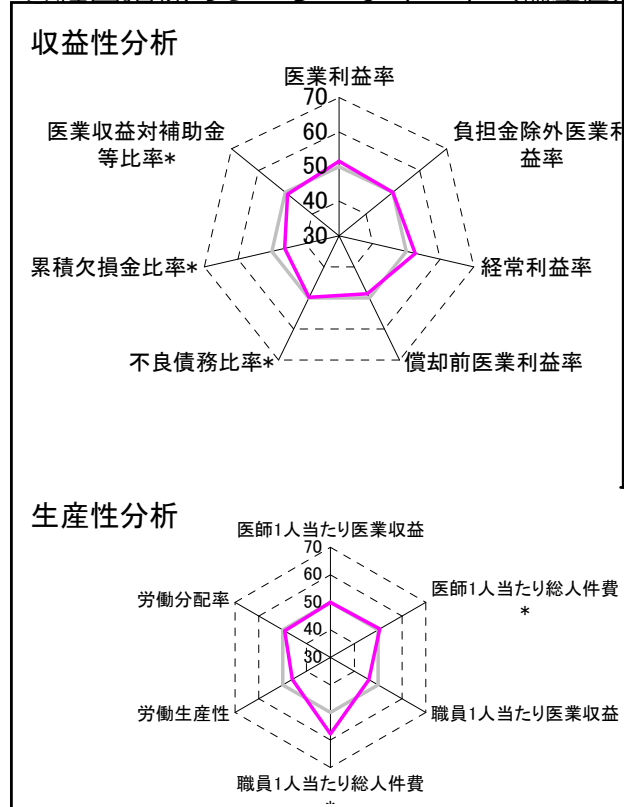 収益性分析
医業利益率
70
60
50
40
30
負担金除外医業利
益率
経常利益率
償却前医業利益率
不良債務比率*
累積欠損金比率*
医業収益対補助金
等比率*
生産性分析
医師1人当たり医業収益
70
60
50
40
30
医師1人当たり総人件費
*
職員1人当たり医業収益
職員1人当たり総人件費
*
労働生産性
労働分配率